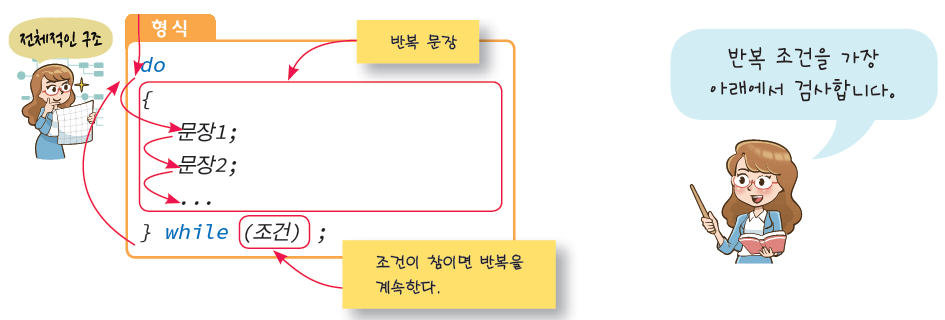 전체적인 구조
형식
do
{
문장1;
문장2;
...
} while (조건) ;
반복 문장
조건이 참이면 반복을
계속한다.
반복 조건을 가장
아래에서 검사합니다.